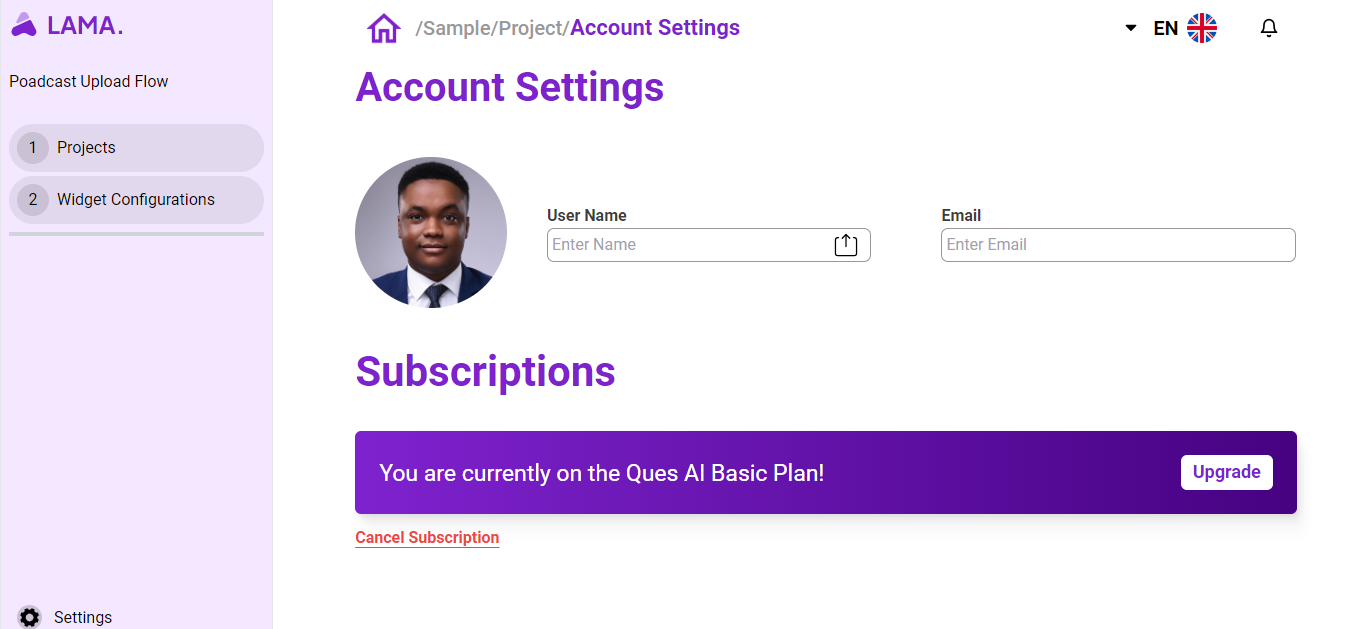 LAMA.
/Sample/Project/Account Settings
EN
Poadcast Upload Flow
1 Projects
2 Widget Configurations
Settings
Account Settings
User Name
Enter Name
Email
Enter Email
Subscriptions
You are currently on the Ques AI Basic Plan!
Upgrade
Cancel Subscription